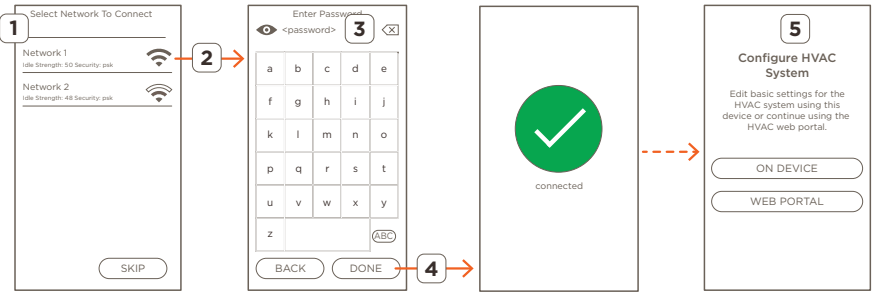 1
Select Network To Connect
Network 1
Idle Strength: 50 Security: psk
Network 2
Idle Strength: 48 Security: psk
SKIP
2
Enter Password
3
<password>
a b c d e
f g h i j
k l m n o
p q r s t
u v w x y
z ABC
BACK DONE
4
connected
5
Configure HVAC
System
Edit basic settings for the
HVAC system using this
device or continue using the
HVAC web portal.
ON DEVICE
WEB PORTAL